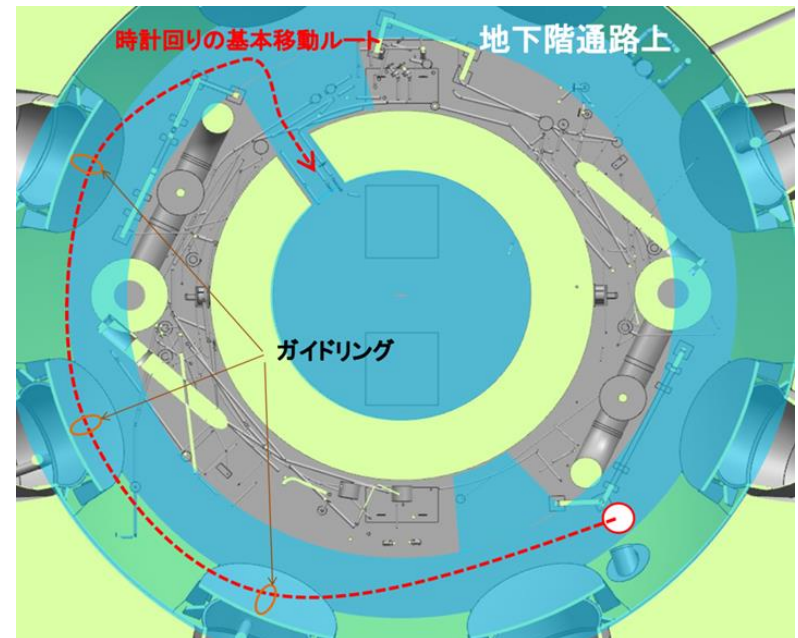 時計回りの基本移動ルート
地下階通路上
ガイドリング